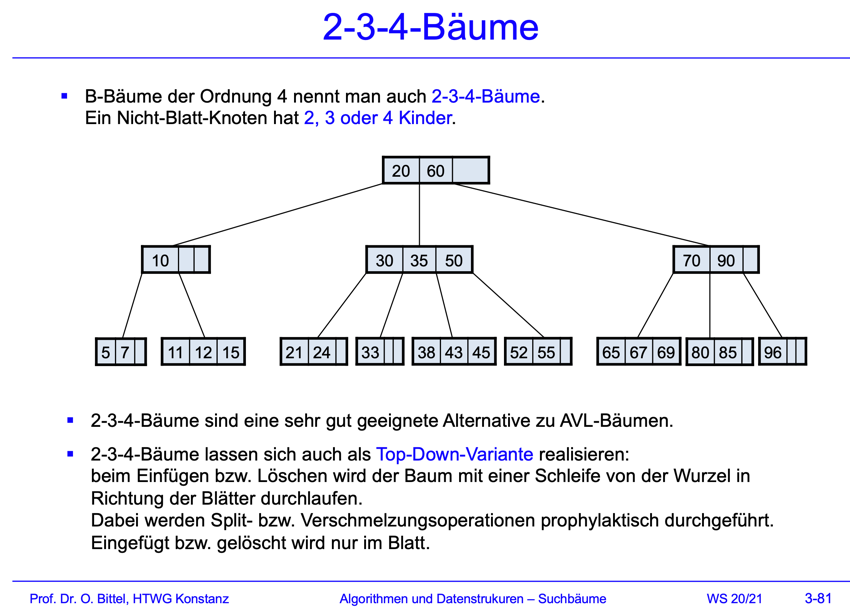 2-3-4-Bäume
▪ B-Bäume der Ordnung 4 nennt man auch 2-3-4-Bäume.
Ein Nicht-Blatt-Knoten hat 2, 3 oder 4 Kinder.
20 60
10 30 35 50 70 90
5 7 11 12 15 21 24 33 38 43 45 52 55 65 67 69 80 85 96
▪ 2-3-4-Bäume sind eine sehr gut geeignete Alternative zu AVL-Bäumen.
▪ 2-3-4-Bäume lassen sich auch als Top-Down-Variante realisieren:
beim Einfügen bzw. Löschen wird der Baum mit einer Schleife von der Wurzel in
Richtung der Blätter durchlaufen.
Dabei werden Split- bzw. Verschmelzungsoperationen prophylaktisch durchgeführt.
Eingefügt bzw. gelöscht wird nur im Blatt.
Prof. Dr. O. Bittel, HTWG Konstanz Algorithmen und Datenstrukuren – Suchbäume WS 20/21 3-81